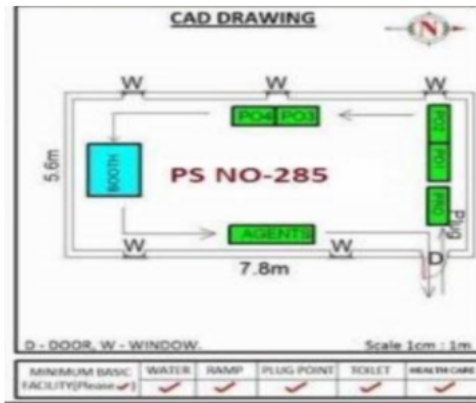 CAD DRAWING
N
W W W
PO4 PO3
PO2
PO1
PRO
BOOTH
5.6m
PS NO-285
AGENTS
Plug
W W D
7.8m
D - DOOR, W - WINDOW. Scale 1cm : 1m
MINIMUM BASIC FACILITY(Please ✓) WATER RAMP PLUG POINT TOILET HEALTH CARE
✓ ✓ ✓ ✓ ✓